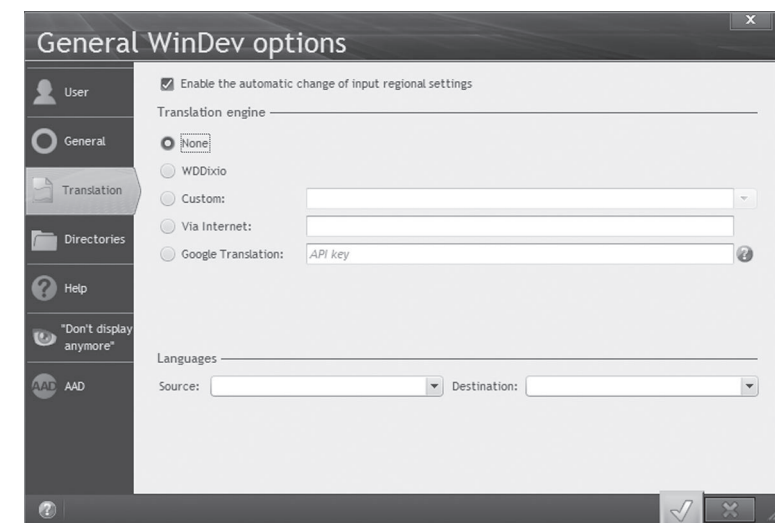 General WinDev options
X
User
General
Translation
Directories
Help
"Don't display
anymore"
AAD
AAD
Enable the automatic change of input regional settings
Translation engine
None
WDDixio
Custom:
Via Internet:
Google Translation:
API key
?
Languages
Source:
Destination:
?